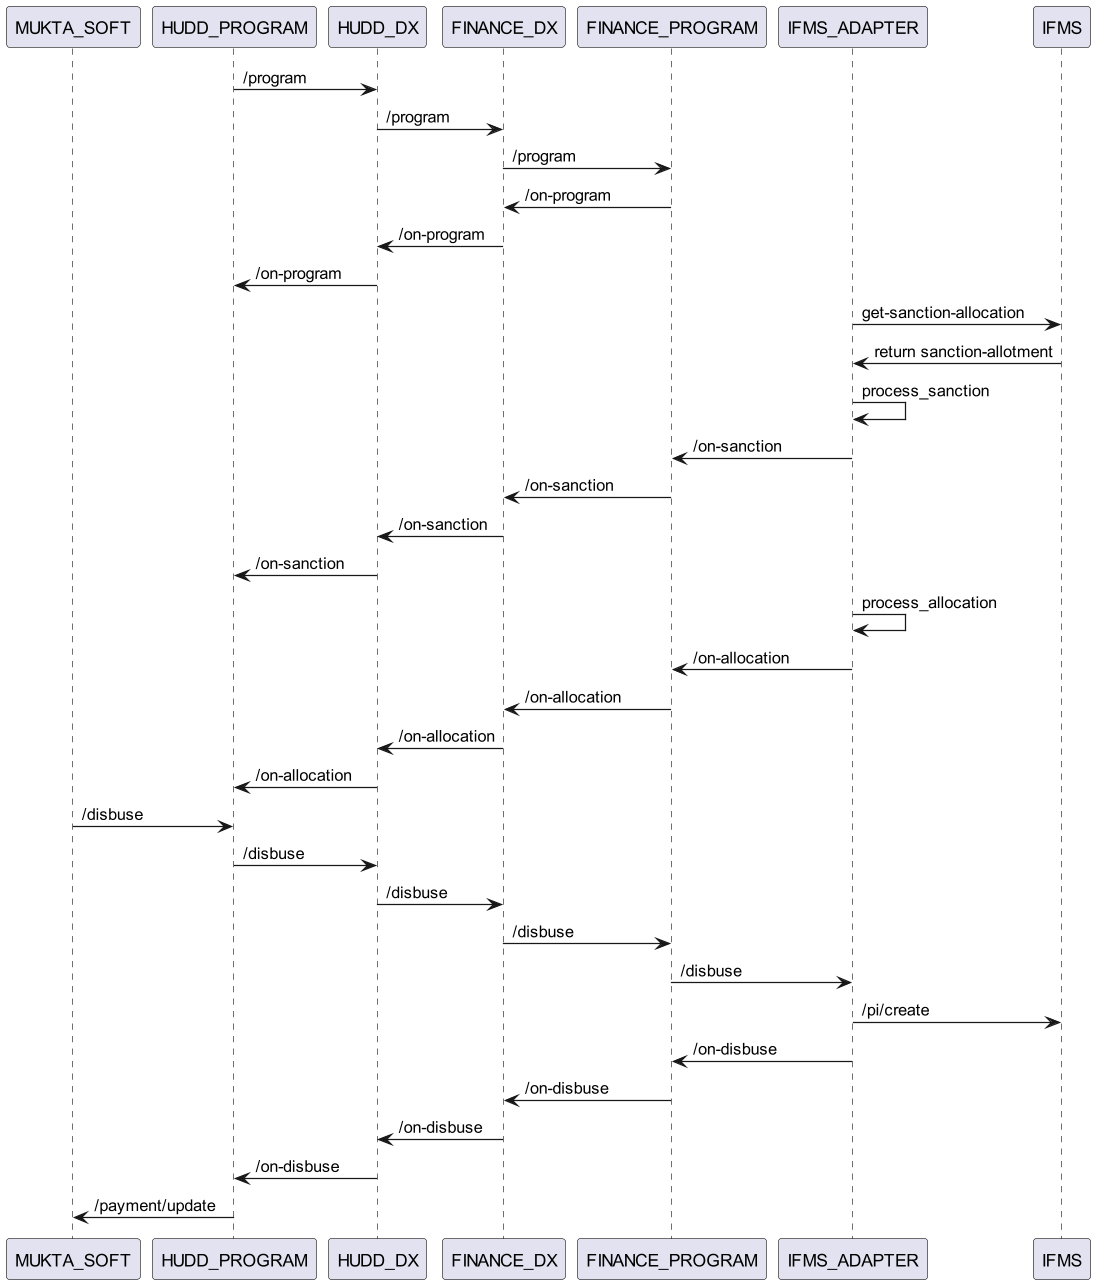 MUKTA_SOFT HUDD_PROGRAM HUDD_DX FINANCE_DX FINANCE_PROGRAM IFMS_ADAPTER IFMS
/program
/program
/program
/on-program
/on-program
/on-program
get-sanction-allocation
return sanction-allotment
process_sanction
/on-sanction
/on-sanction
/on-sanction
/on-sanction
process_allocation
/on-allocation
/on-allocation
/on-allocation
/on-allocation
/disbuse
/disbuse
/disbuse
/disbuse
/disbuse
/pi/create
/on-disbuse
/on-disbuse
/on-disbuse
/on-disbuse
/payment/update
MUKTA_SOFT HUDD_PROGRAM HUDD_DX FINANCE_DX FINANCE_PROGRAM IFMS_ADAPTER IFMS